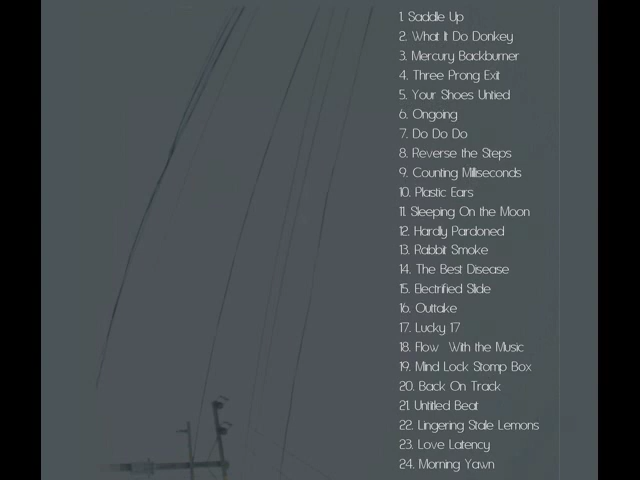 1. Saddle Up
2. What It Do Donkey
3. Mercury Backburner
4. Three Prong Exit
5. Your Shoes Untied
6. Ongoing
7. Do Do Do
8. Reverse the Steps
9. Counting Milliseconds
10. Plastic Ears
11. Sleeping On the Moon
12. Hardly Pardoned
13. Rabbit Smoke
14. The Best Disease
15. Electrified Slide
16. Outtake
17. Lucky 17
18. Flow With the Music
19. Mind Lock Stomp Box
20. Back On Track
21. Untitled Beat
22. Lingering Stale Lemons
23. Love Latency
24. Morning Yawn